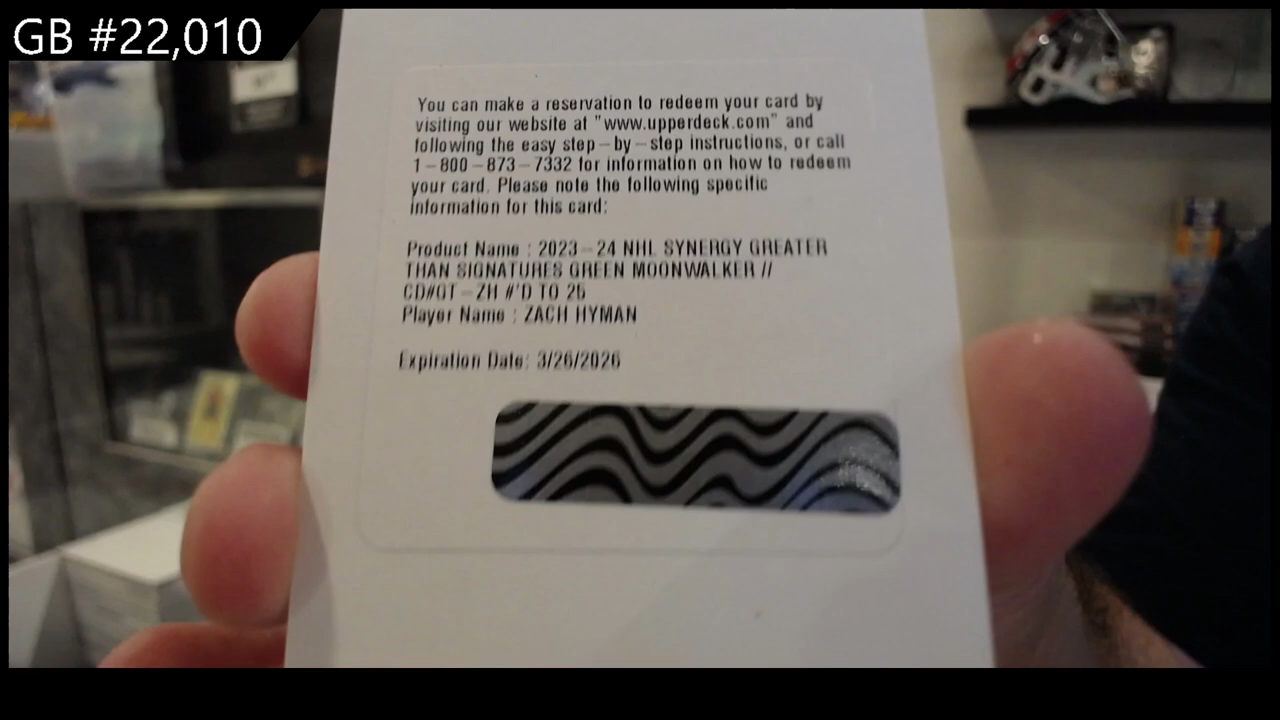 GB #22,010
You can make a reservation to redeem your card by
visiting our website at "www.upperdeck.com" and
following the easy step-by-step instructions, or call
1-800-873-7332 for information on how to redeem
your card. Please note the following specific
information for this card:
Product Name : 2023-24 NHL SYNERGY GREATER
THAN SIGNATURES GREEN MOONWALKER //
CD#GT-ZH #'D TO 25
Player Name : ZACH HYMAN
Expiration Date: 3/26/2026